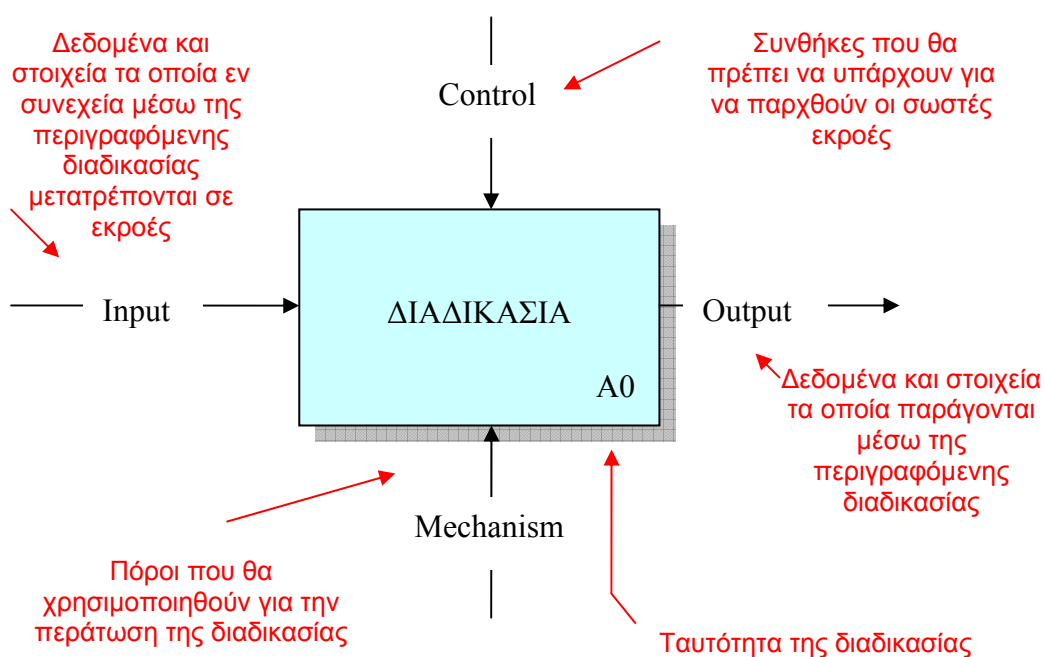 Δεδομένα και
στοιχεία τα οποία εν
συνεχεία μέσω της
περιγραφόμενης
διαδικασίας
μετατρέπονται σε
εκροές
Control
Συνθήκες που θα
πρέπει να υπάρχουν για
να παρχθούν οι σωστές
εκροές
Input
ΔΙΑΔΙΚΑΣΙΑ
A0
Output
Δεδομένα και στοιχεία
τα οποία παράγονται
μέσω της
περιγραφόμενης
διαδικασίας
Mechanism
Πόροι που θα
χρησιμοποιηθούν για την
περάτωση της διαδικασίας
Ταυτότητα της διαδικασίας